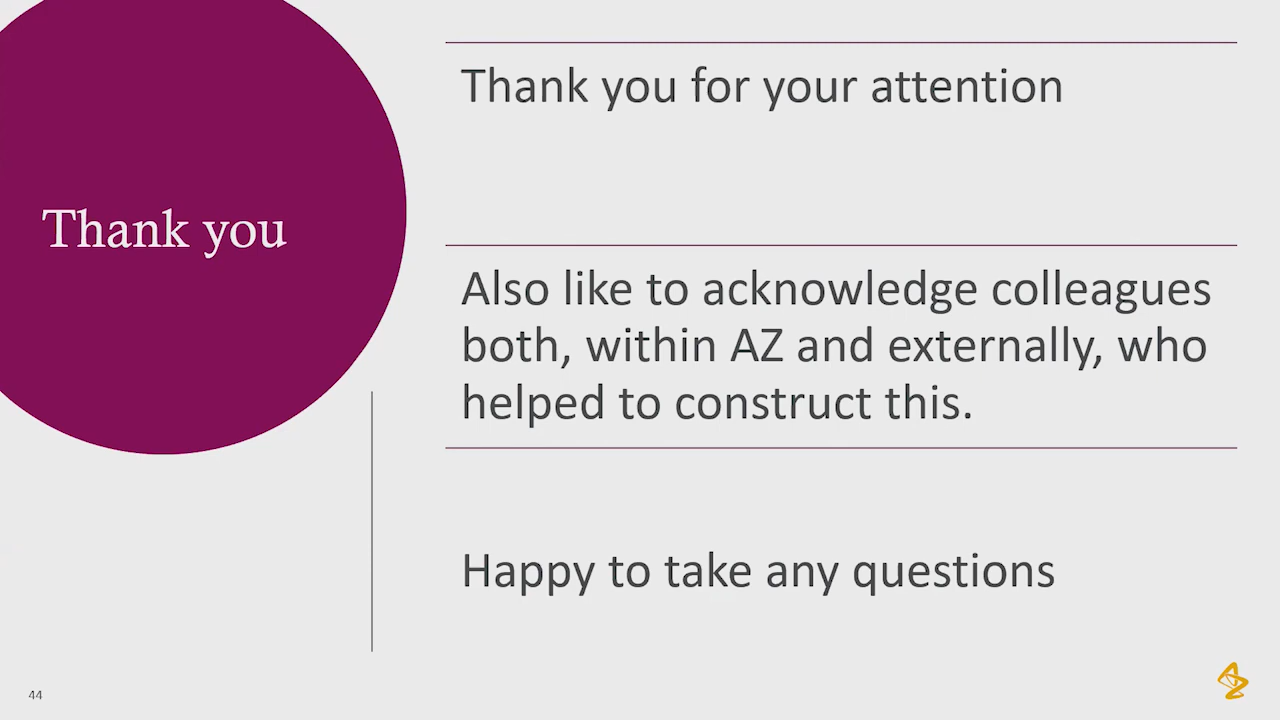 Thank you
Thank you for your attention
Also like to acknowledge colleagues
both, within AZ and externally, who
helped to construct this.
Happy to take any questions
44